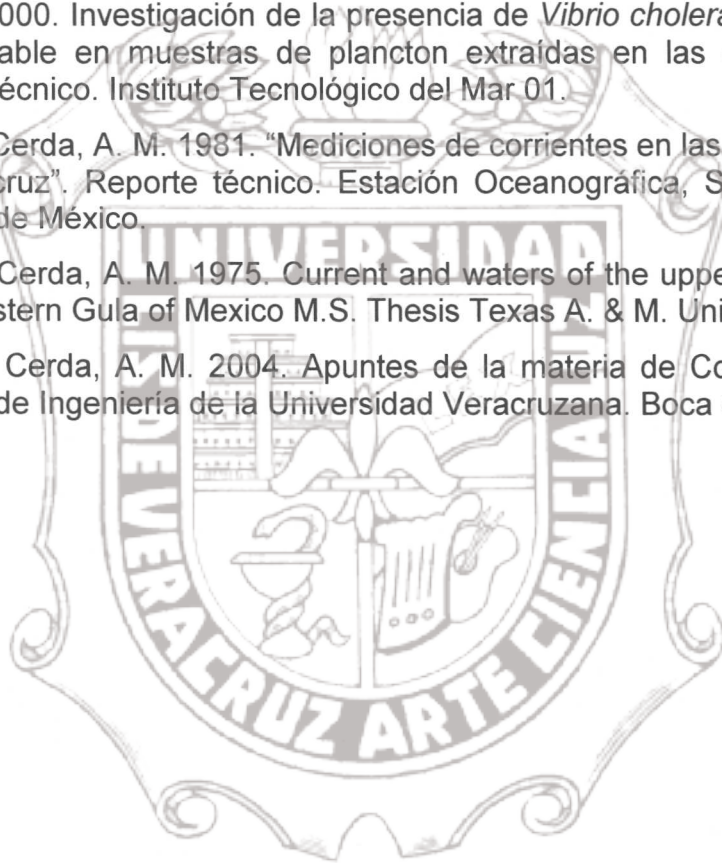 000. Investigación de la presencia de Vibrio cholera
able en muestras de plancton extraídas en las
écnico. Instituto Tecnológico del Mar 01.
Cerda, A. M. 1981. “Mediciones de corrientes en las
cruz”. Reporte técnico. Estación Oceanográfica, S
de México.
Cerda, A. M. 1975. Current and waters of the uppe
stern Gula of Mexico M.S. Thesis Texas A. & M. Uni
Cerda, A. M. 2004. Apuntes de la materia de Co
de Ingeniería de la Universidad Veracruzana. Boca
UNIVERSIDAD
LIS DE VERACRUZ ARTE CIENCIA LUZ